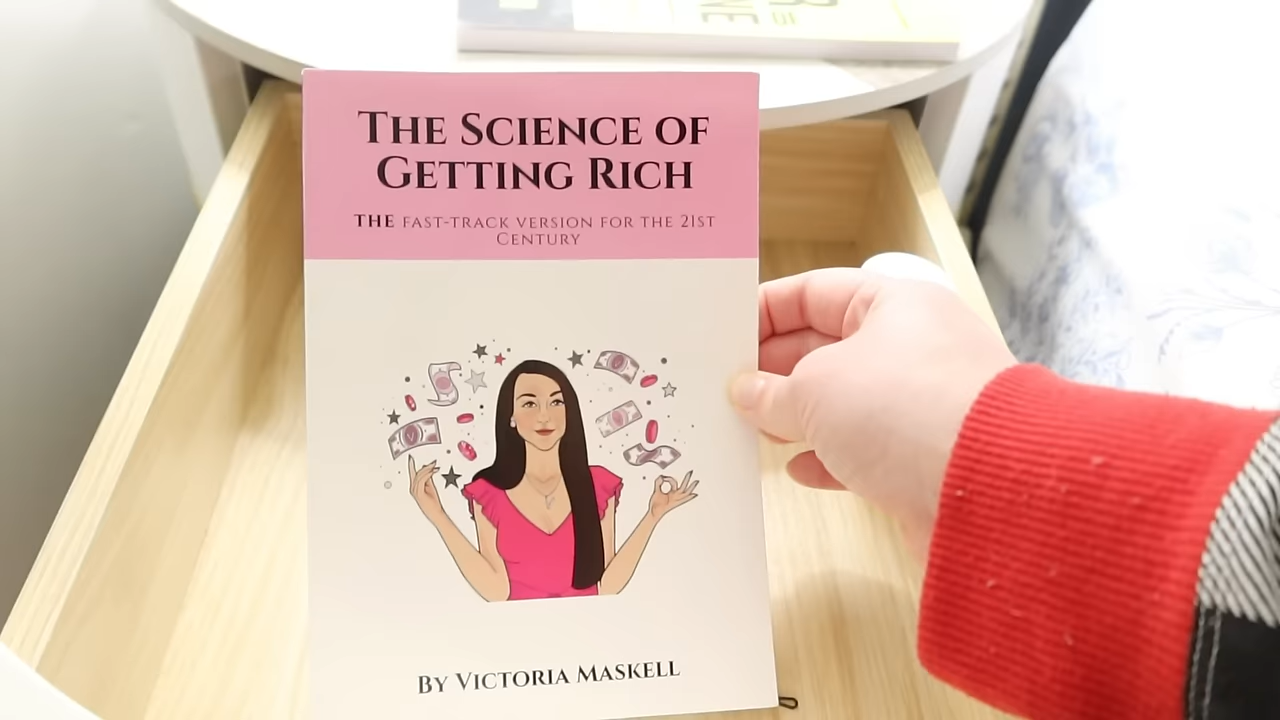 The Science of
Getting Rich
THE fast-track version for the 21st
Century
By Victoria Maskell